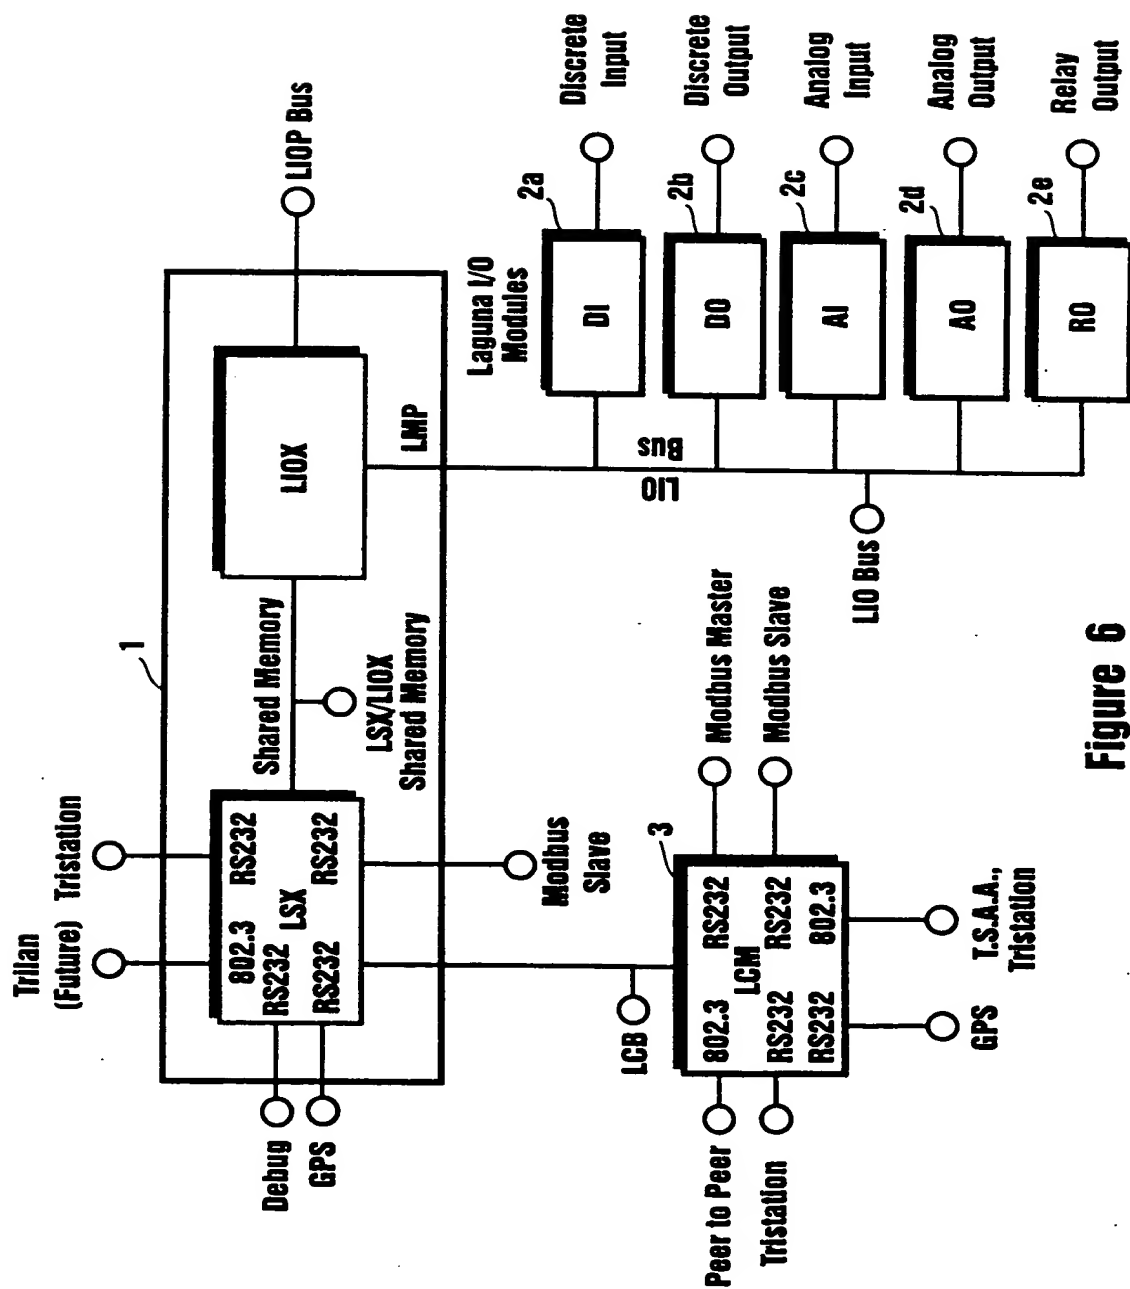 Trilan
(Future)
Tristation
Debug
GPS
802.3
RS232
RS232
LSX
RS232
RS232
1
Shared Memory
LSX/LIOX
Shared Memory
LIOX
LIOP Bus
LMP
Modbus
Slave
LCB
LIO
Bus
LIO Bus
Laguna I/O
Modules
2a
DI
Discrete
Input
2b
DO
Discrete
Output
2c
AI
Analog
Input
2d
AO
Analog
Output
2e
RO
Relay
Output
3
Peer to Peer
Tristation
802.3
RS232
LCM
RS232
RS232
RS232
802.3
Modbus Master
Modbus Slave
GPS
T.S.A.A.,
Tristation
Figure 6